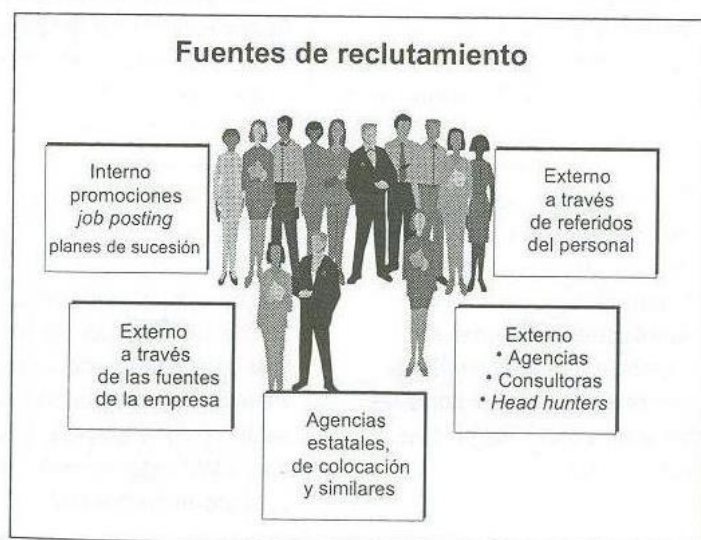 Fuentes de reclutamiento
Interno
promociones
job posting
planes de sucesión
Externo
a través
de referidos
del personal
Externo
a través
de las fuentes
de la empresa
Agencias
estatales,
de colocación
y similares
Externo
• Agencias
• Consultoras
• Head hunters